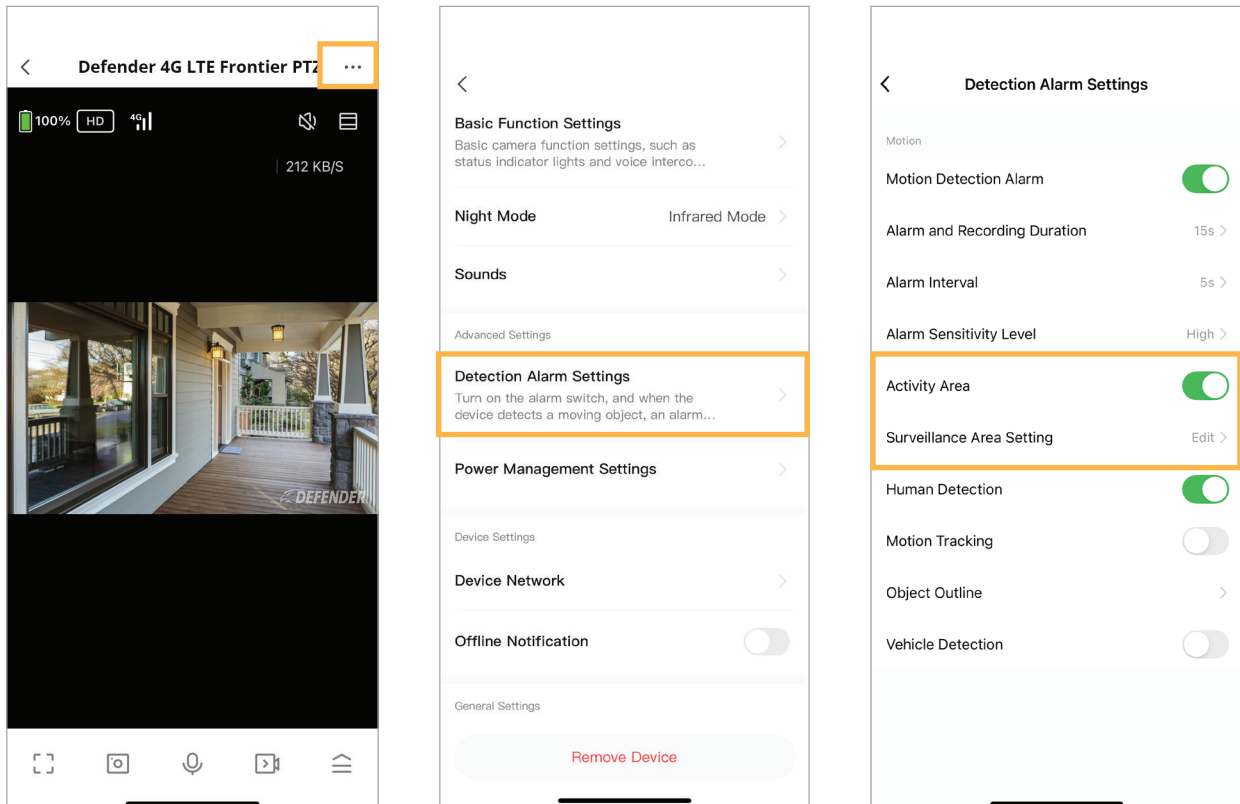 Defender 4G LTE Frontier PTZ
100% HD 4G
212 KB/S
DEFENDER
Basic Function Settings
Basic camera function settings, such as
status indicator lights and voice interco...
Night Mode Infrared Mode
Sounds
Advanced Settings
Detection Alarm Settings
Turn on the alarm switch, and when the
device detects a moving object, an alarm...
Power Management Settings
Device Settings
Device Network
Offline Notification
General Settings
Remove Device
Detection Alarm Settings
Motion
Motion Detection Alarm
Alarm and Recording Duration 15s
Alarm Interval 5s
Alarm Sensitivity Level High
Activity Area
Surveillance Area Setting Edit
Human Detection
Motion Tracking
Object Outline
Vehicle Detection